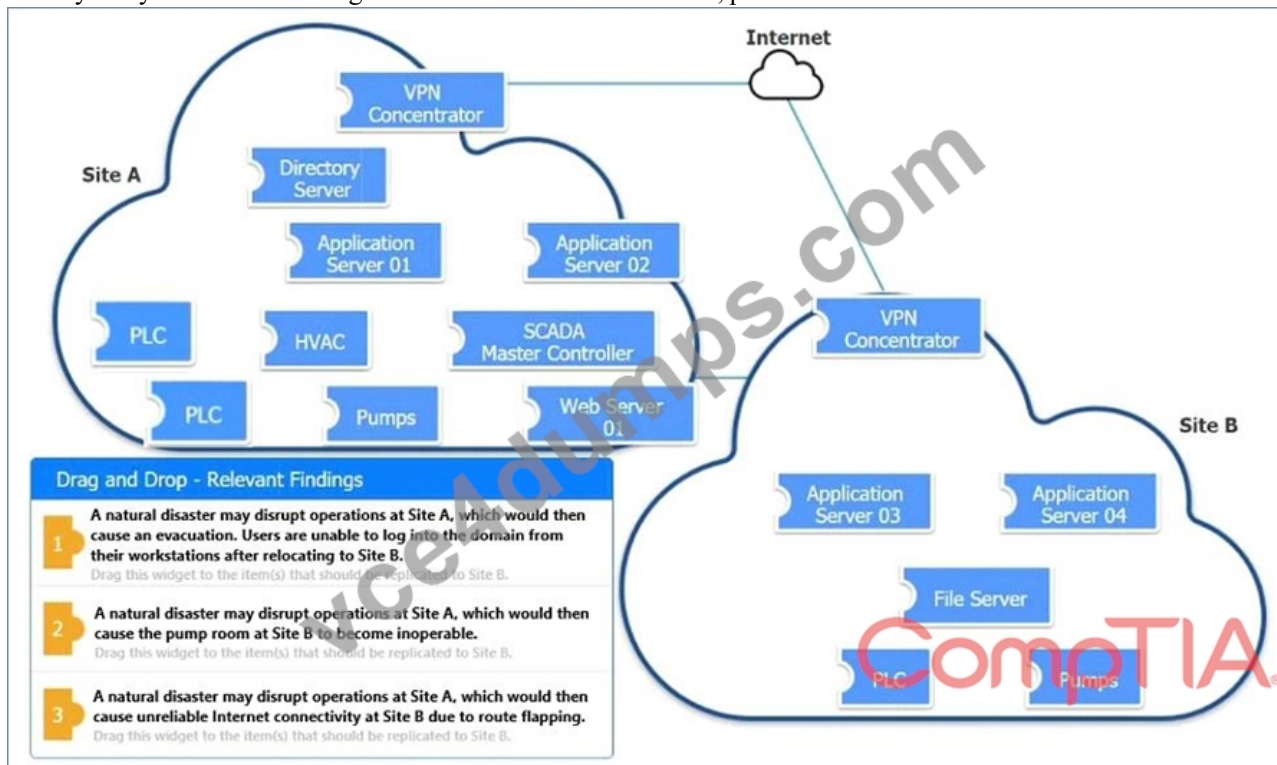 Internet
VPN
Concentrator
Site A
Directory
Server
Application
Server 01
Application
Server 02
PLC
HVAC
SCADA
Master Controller
PLC
Pumps
Web Server
01
VPN
Concentrator
Site B
Application
Server 03
Application
Server 04
File Server
PLC
Pumps
Drag and Drop - Relevant Findings
1
A natural disaster may disrupt operations at Site A, which would then
cause an evacuation. Users are unable to log into the domain from
their workstations after relocating to Site B.
Drag this widget to the item(s) that should be replicated to Site B.
2
A natural disaster may disrupt operations at Site A, which would then
cause the pump room at Site B to become inoperable.
Drag this widget to the item(s) that should be replicated to Site B.
3
A natural disaster may disrupt operations at Site A, which would then
cause unreliable Internet connectivity at Site B due to route flapping.
Drag this widget to the item(s) that should be replicated to Site B.
vce4dumps.com
CompTIA®